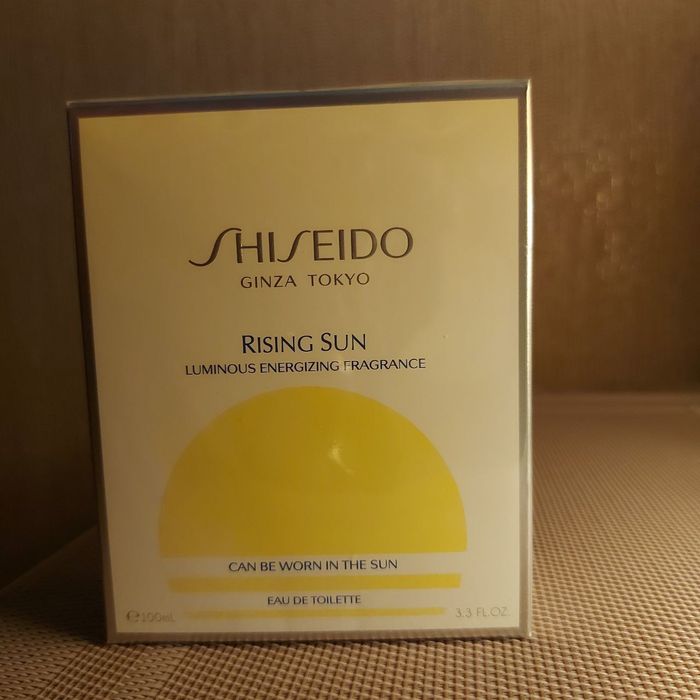 SHISEIDO
GINZA TOKYO
RISING SUN
LUMINOUS ENERGIZING FRAGRANCE
CAN BE WORN IN THE SUN
EAU DE TOILETTE
℮100mL 3.3 FL.OZ.